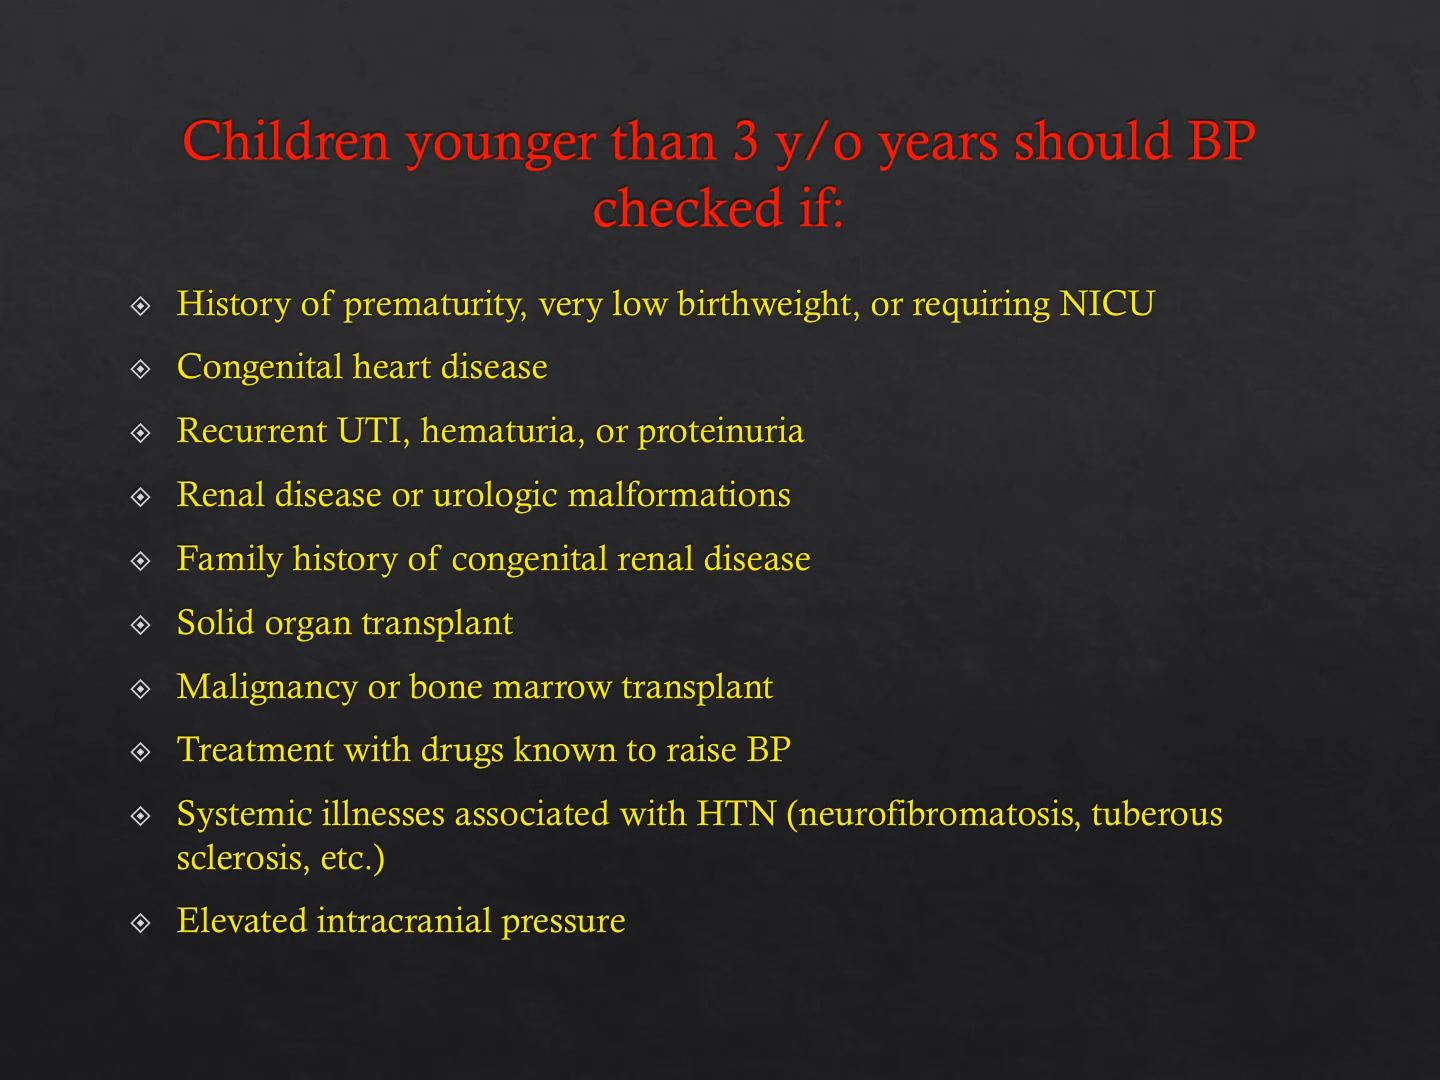 Children younger than 3 y/o years should BP
checked if:
History of prematurity, very low birthweight, or requiring NICU
Congenital heart disease
Recurrent UTI, hematuria, or proteinuria
Renal disease or urologic malformations
Family history of congenital renal disease
Solid organ transplant
Malignancy or bone marrow transplant
Treatment with drugs known to raise BP
Systemic illnesses associated with HTN (neurofibromatosis, tuberous
sclerosis, etc.)
Elevated intracranial pressure